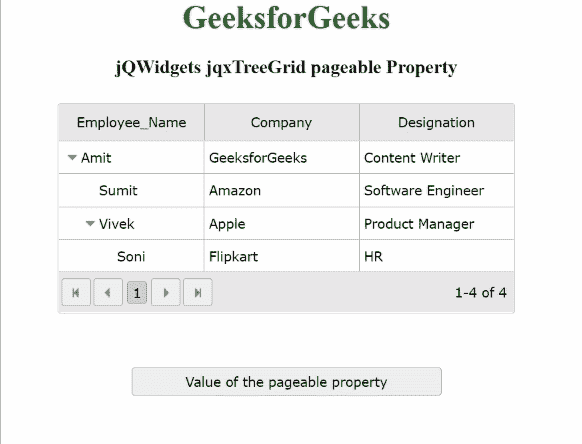 GeeksforGeeks
jQWidgets jqxTreeGrid pageable Property
Employee_Name Company Designation
Amit GeeksforGeeks Content Writer
Sumit Amazon Software Engineer
Vivek Apple Product Manager
Soni Flipkart HR
1 1-4 of 4
Value of the pageable property